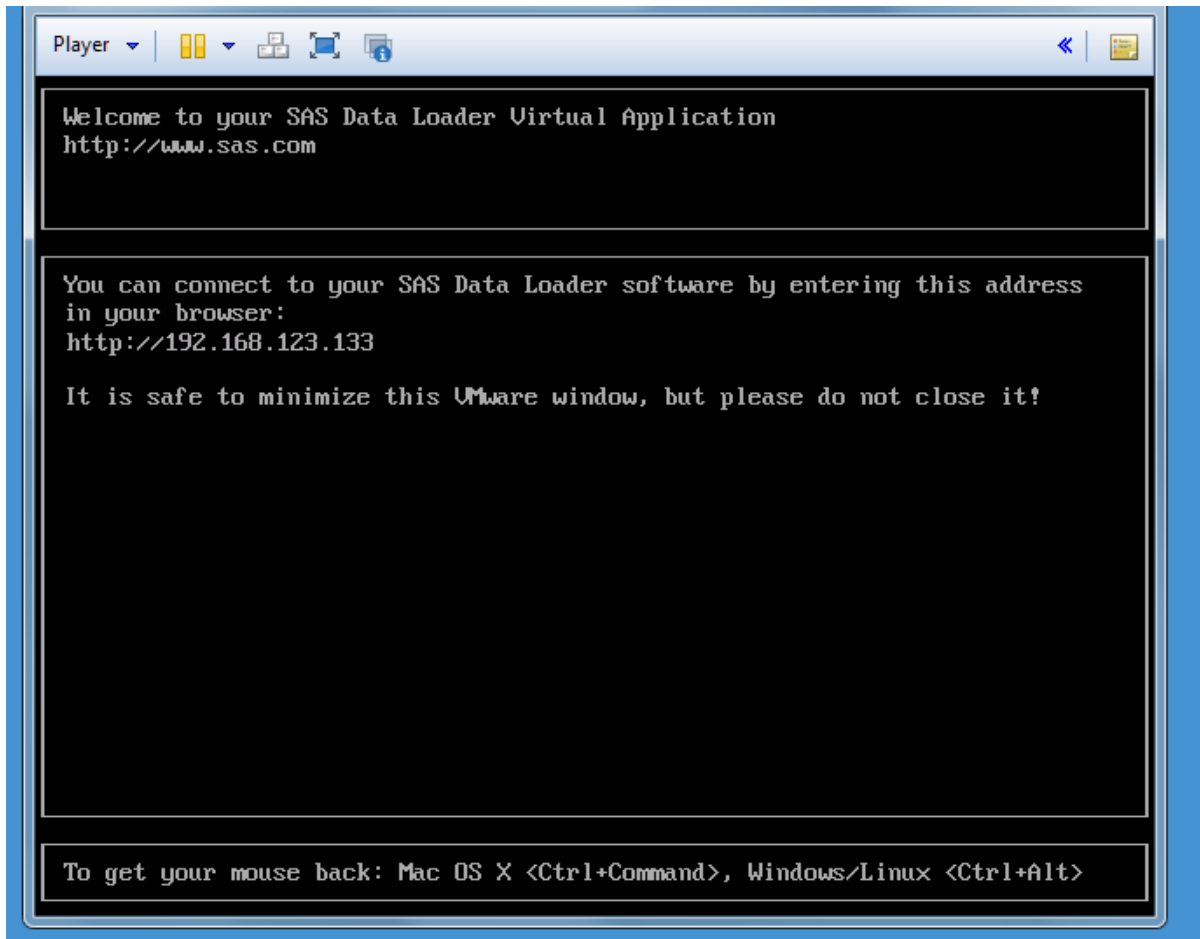 Player
Welcome to your SAS Data Loader Virtual Application
http://www.sas.com
You can connect to your SAS Data Loader software by entering this address
in your browser:
http://192.168.123.133
It is safe to minimize this VMware window, but please do not close it!
To get your mouse back: Mac OS X <Ctrl+Command>, Windows/Linux <Ctrl+Alt>